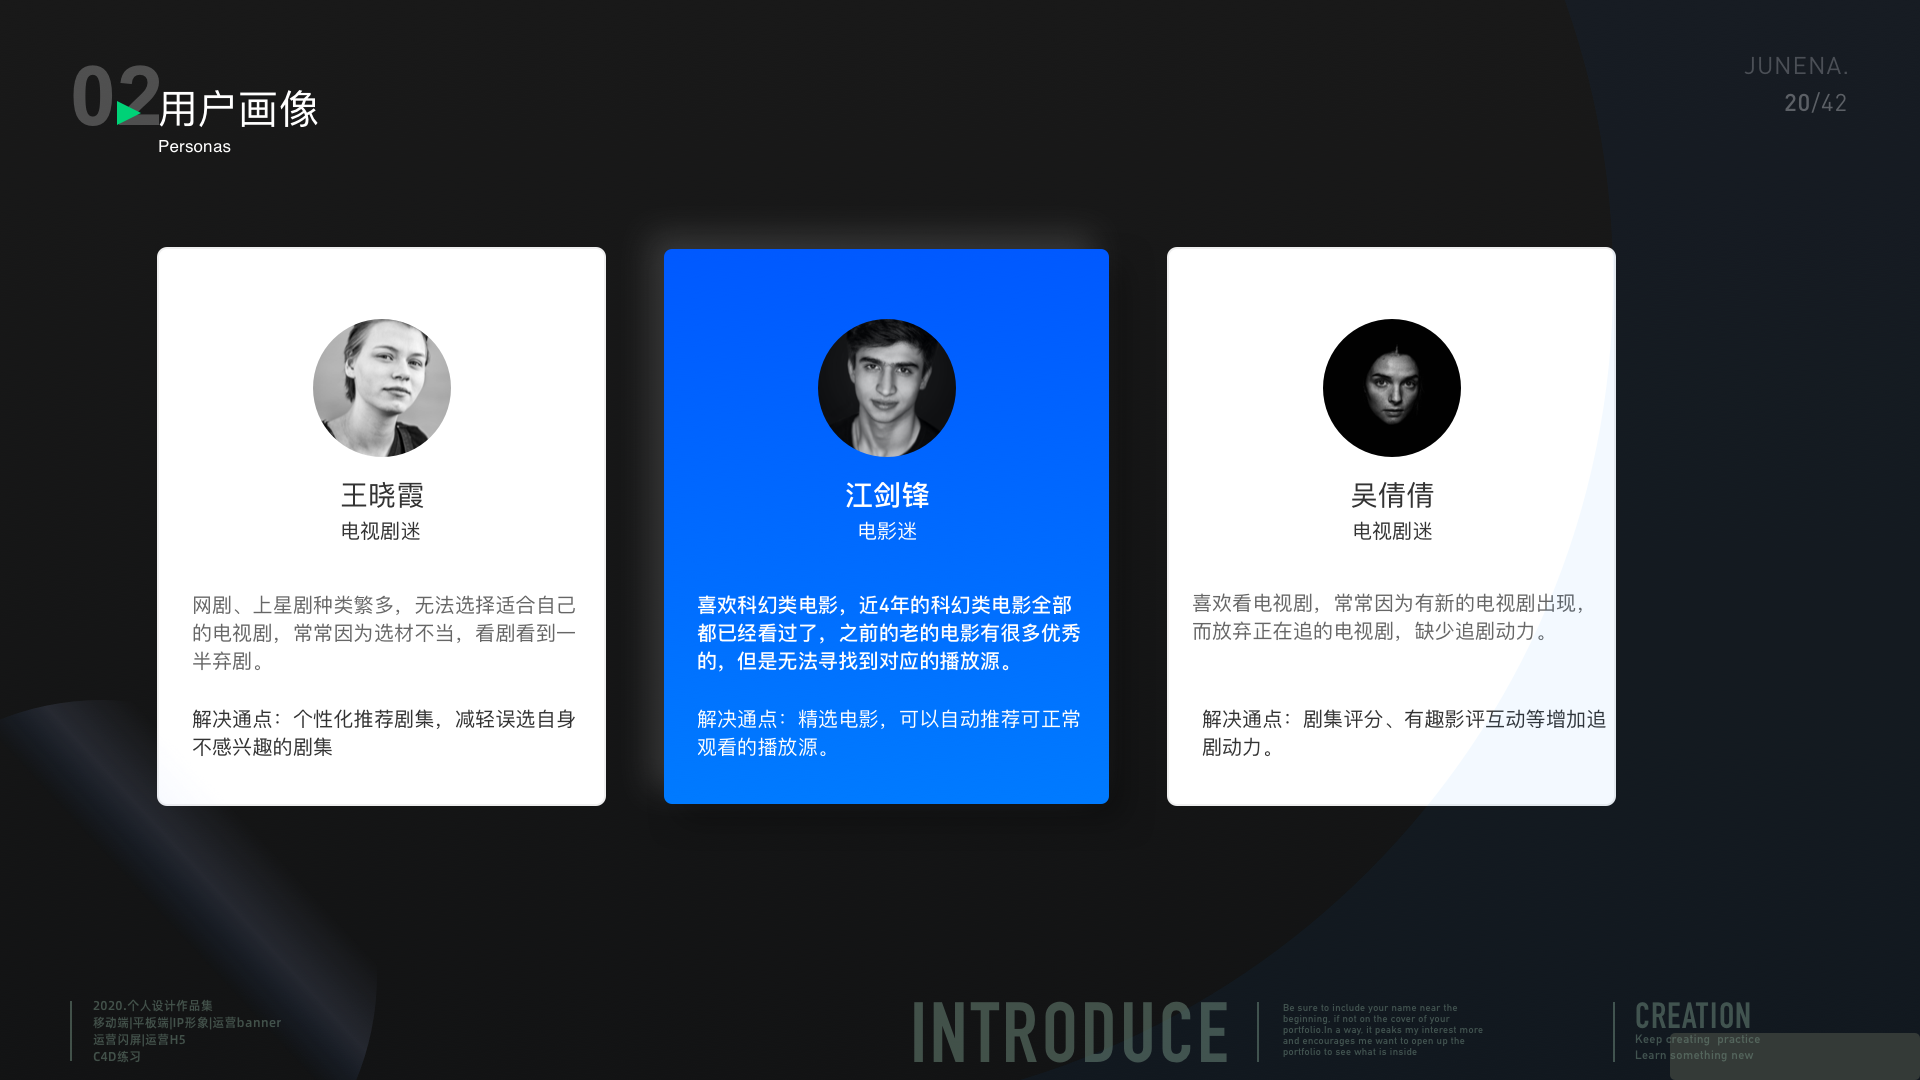 02
用户画像
Personas
JUNENA.
20/42
王晓霞
电视剧迷
网剧、上星剧种类繁多，无法选择适合自己
的电视剧，常常因为选材不当，看剧看到一
半弃剧。
解决通点：个性化推荐剧集，减轻误选自身
不感兴趣的剧集
江剑锋
电影迷
喜欢科幻类电影，近4年的科幻类电影全部
都已经看过了，之前的老的电影有很多优秀
的，但是无法寻找到对应的播放源。
解决通点：精选电影，可以自动推荐可正常
观看的播放源。
吴倩倩
电视剧迷
喜欢看电视剧，常常因为有新的电视剧出现，
而放弃正在追的电视剧，缺少追剧动力。
解决通点：剧集评分、有趣影评互动等增加追
剧动力。
2020.个人设计作品集
移动端|平板端|IP形象|运营banner
运营闪屏|运营H5
C4D练习
INTRODUCE
Be sure to include your name near the
beginning, if not on the cover of your
portfolio.In a way, it peaks my interest more
and encourages me want to open up the
portfolio to see what is inside
CREATION
Keep creating practice
Learn something new